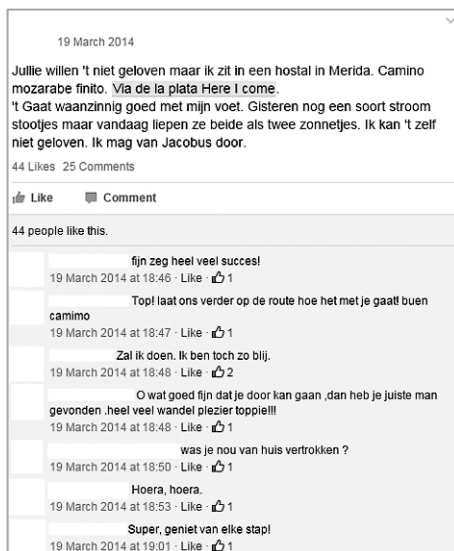 19 March 2014
Jullie willen 't niet geloven maar ik zit in een hostal in Merida. Camino
mozarabe finito. Via de la plata Here I come.
't Gaat waanzinnig goed met mijn voet. Gisteren nog een soort stroom
stootjes maar vandaag liepen ze beide als twee zonnetjes. Ik kan 't zelf
niet geloven. Ik mag van Jacobus door.
44 Likes 25 Comments
Like Comment
44 people like this.
fijn zeg heel veel succes!
19 March 2014 at 18:46 · Like · 1
Top! laat ons verder op de route hoe het met je gaat! buen
camimo
19 March 2014 at 18:47 · Like · 1
Zal ik doen. Ik ben toch zo blij.
19 March 2014 at 18:48 · Like · 2
O wat goed fijn dat je door kan gaan ,dan heb je juiste man
gevonden .heel veel wandel plezier toppie!!!
19 March 2014 at 18:48 · Like · 1
was je nou van huis vertrokken ?
19 March 2014 at 18:50 · Like · 1
Hoera, hoera.
19 March 2014 at 18:53 · Like · 1
Super, geniet van elke stap!
19 March 2014 at 19:01 · Like · 1